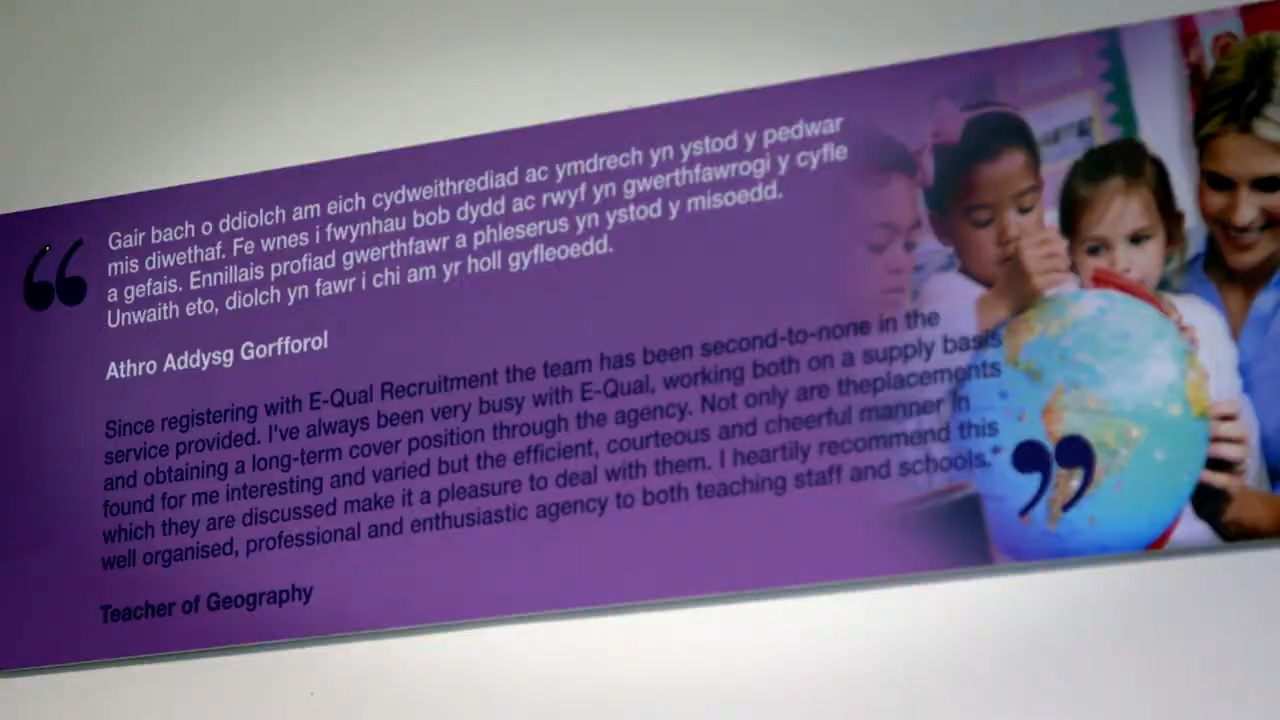 “
Gair bach o ddiolch am eich cydweithrediad ac ymdrech yn ystod y pedwar
mis diwethaf. Fe wnes i fwynhau bob dydd ac rwyf yn gwerthfawrogi y cyfle
a gefais. Ennillais profiad gwerthfawr a phleserus yn ystod y misoedd.
Unwaith eto, diolch yn fawr i chi am yr holl gyfleoedd.
Athro Addysg Gorfforol
Since registering with E-Qual Recruitment the team has been second-to-none in the
service provided. I've always been very busy with E-Qual, working both on a supply basis
and obtaining a long-term cover position through the agency. Not only are theplacements
found for me interesting and varied but the efficient, courteous and cheerful manner in
which they are discussed make it a pleasure to deal with them. I heartily recommend this
well organised, professional and enthusiastic agency to both teaching staff and schools."
”
Teacher of Geography